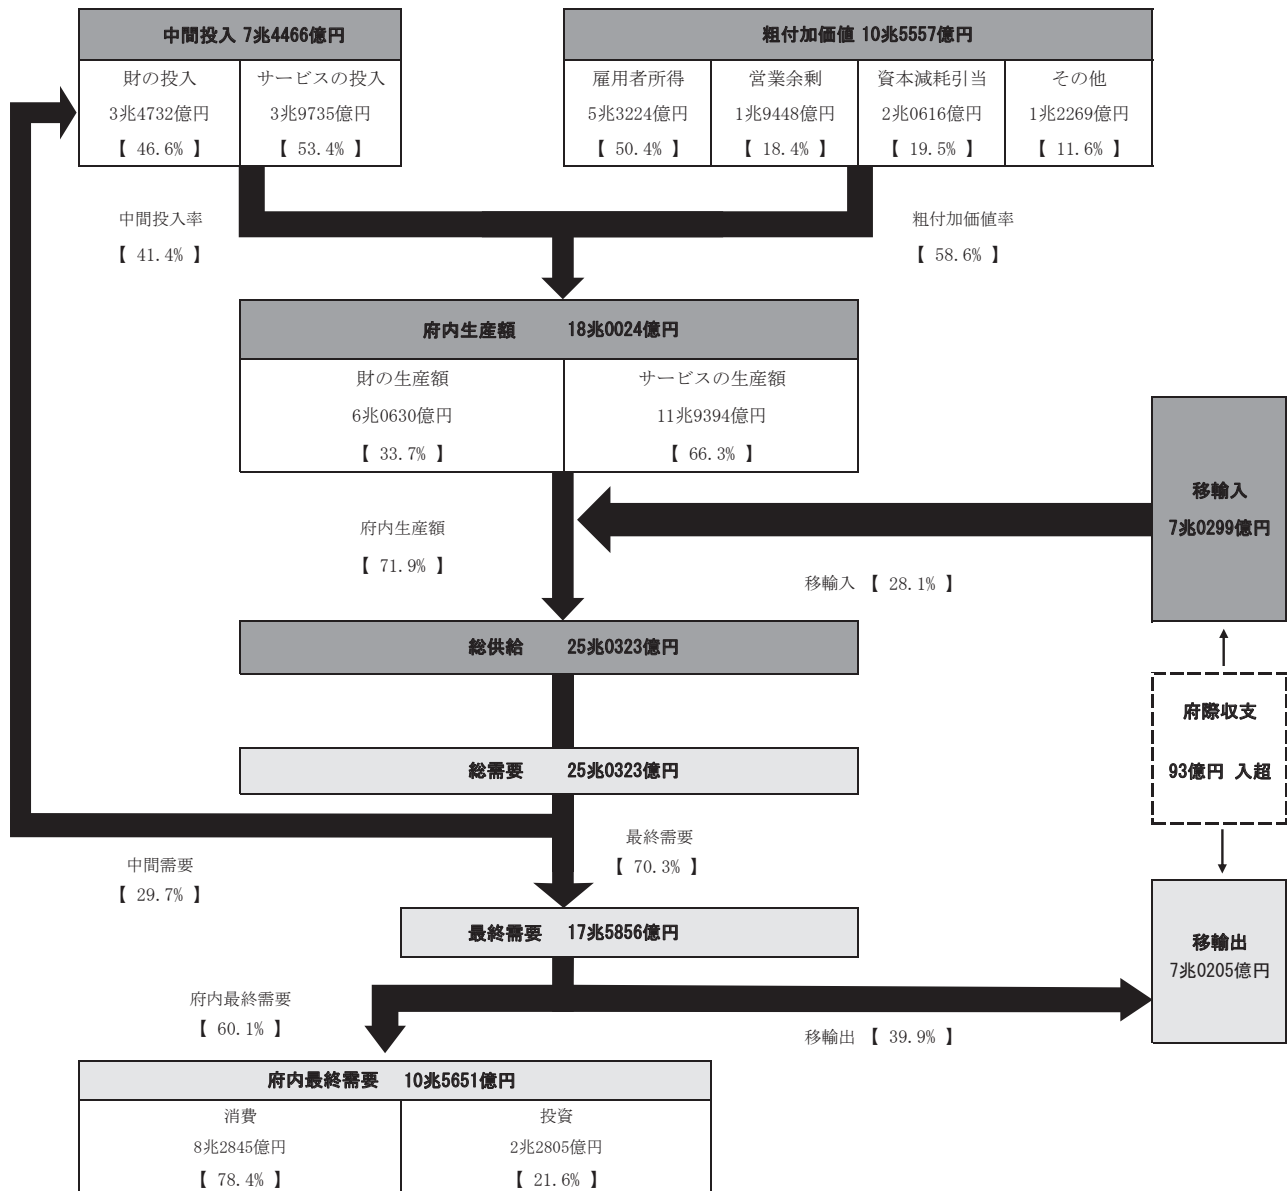 中間投入 7兆4466億円
財の投入
3兆4732億円
【 46.6% 】
サービスの投入
3兆9735億円
【 53.4% 】
粗付加価値 10兆5557億円
雇用者所得
5兆3224億円
【 50.4% 】
営業余剰
1兆9448億円
【 18.4% 】
資本減耗引当
2兆0616億円
【 19.5% 】
その他
1兆2269億円
【 11.6% 】
中間投入率
【 41.4% 】
粗付加価値率
【 58.6% 】
府内生産額 18兆0024億円
財の生産額
6兆0630億円
【 33.7% 】
サービスの生産額
11兆9394億円
【 66.3% 】
移輸入
7兆0299億円
府内生産額
【 71.9% 】
移輸入 【 28.1% 】
総供給 25兆0323億円
府際収支
93億円 入超
総需要 25兆0323億円
中間需要
【 29.7% 】
最終需要
【 70.3% 】
最終需要 17兆5856億円
移輸出
7兆0205億円
府内最終需要
【 60.1% 】
移輸出 【 39.9% 】
府内最終需要 10兆5651億円
消費
8兆2845億円
【 78.4% 】
投資
2兆2805億円
【 21.6% 】